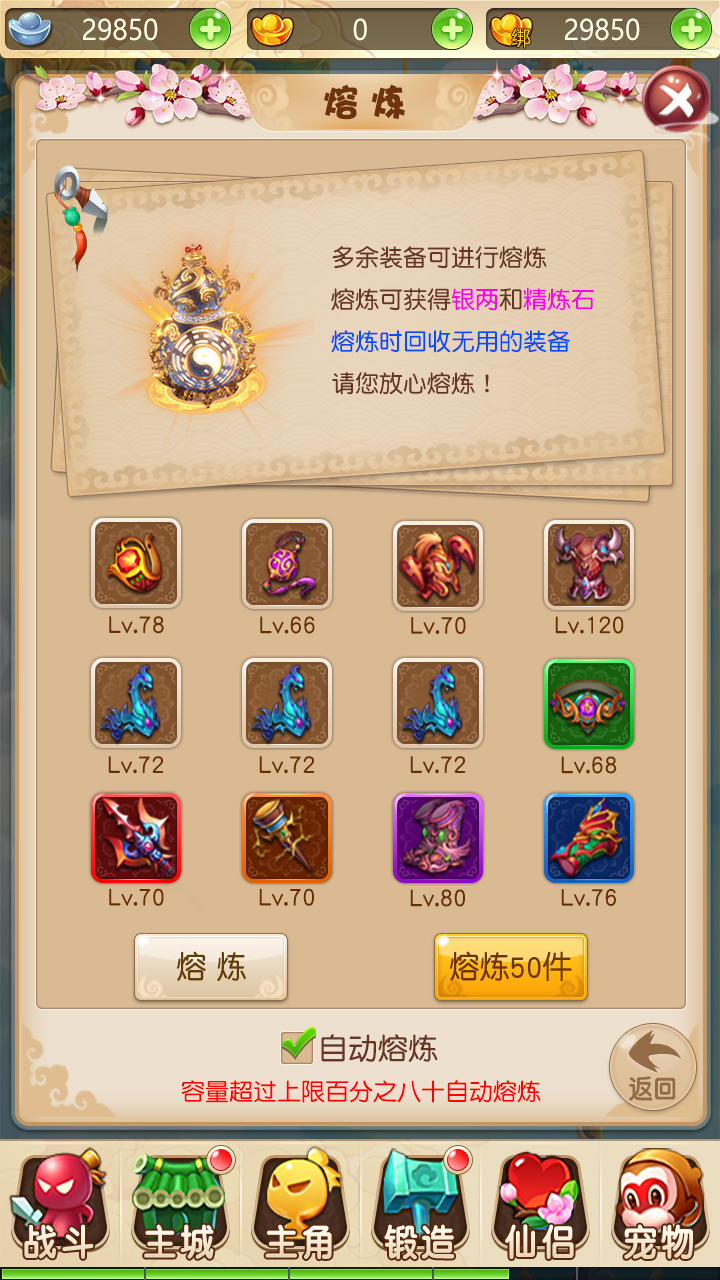 29850
0
绑
29850
熔炼
多余装备可进行熔炼
熔炼可获得银两和精炼石
熔炼时回收无用的装备
请您放心熔炼！
Lv.78
Lv.66
Lv.70
Lv.120
Lv.72
Lv.72
Lv.72
Lv.68
Lv.70
Lv.70
Lv.80
Lv.76
熔炼
熔炼50件
自动熔炼
容量超过上限百分之八十自动熔炼
返回
战斗
主城
主角
锻造
仙侣
宠物